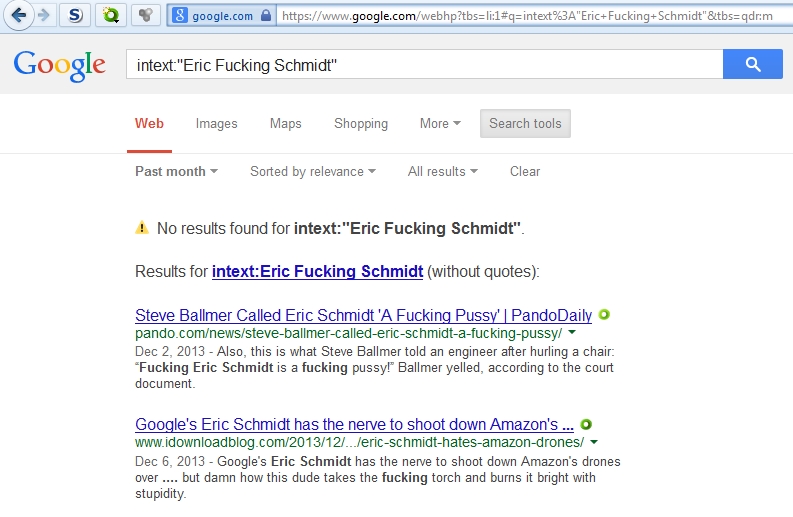 google.com https://www.google.com/webhp?tbs=li:1#q=intext%3A"Eric+Fucking+Schmidt"&tbs=qdr:m
Google intext:"Eric Fucking Schmidt"
Web Images Maps Shopping More Search tools
Past month Sorted by relevance All results Clear
No results found for intext:"Eric Fucking Schmidt".
Results for intext:Eric Fucking Schmidt (without quotes):
Steve Ballmer Called Eric Schmidt 'A Fucking Pussy' | PandoDaily
pando.com/news/steve-ballmer-called-eric-schmidt-a-fucking-pussy/
Dec 2, 2013 - Also, this is what Steve Ballmer told an engineer after hurling a chair:
“Fucking Eric Schmidt is a fucking pussy!” Ballmer yelled, according to the court
document.
Google's Eric Schmidt has the nerve to shoot down Amazon's ...
www.idownloadblog.com/2013/12/.../eric-schmidt-hates-amazon-drones/
Dec 6, 2013 - Google's Eric Schmidt has the nerve to shoot down Amazon's drones
over .... but damn how this dude takes the fucking torch and burns it bright with
stupidity.